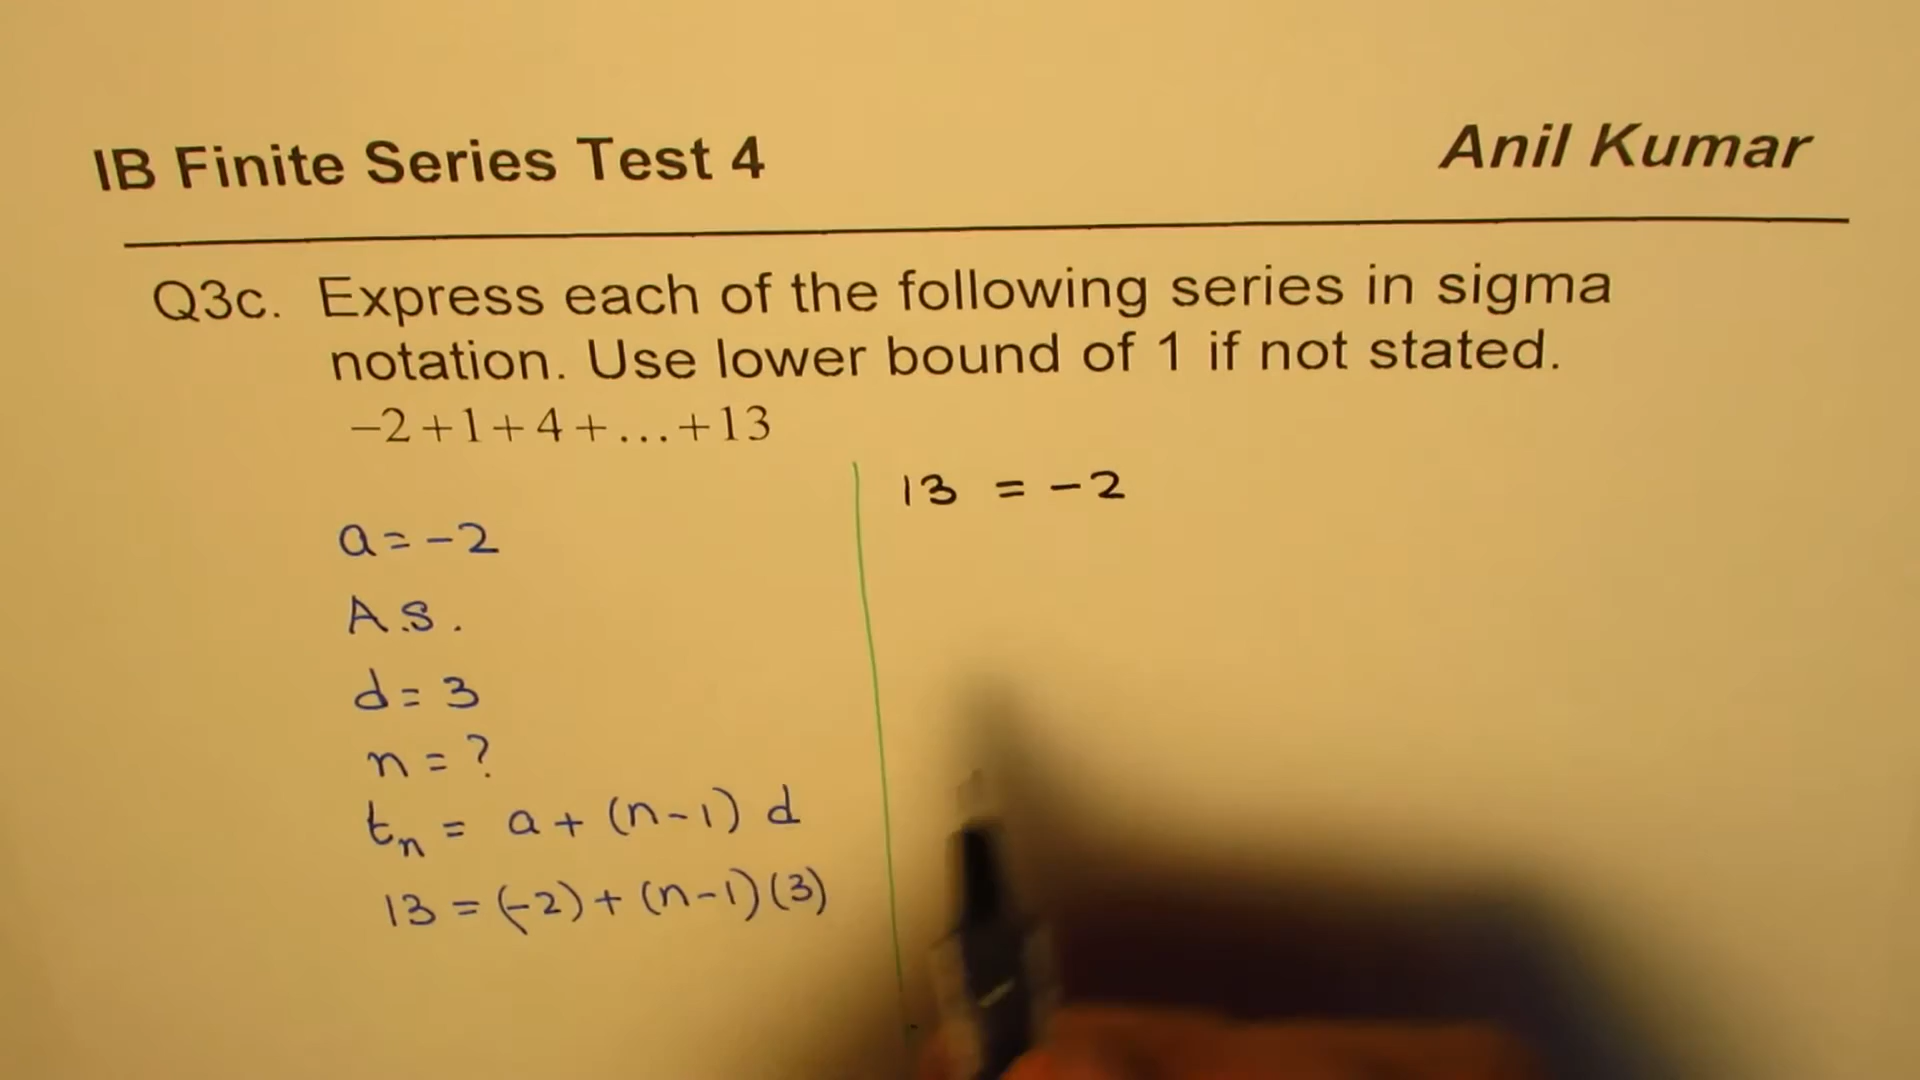 IB Finite Series Test 4
Anil Kumar
Q3c. Express each of the following series in sigma
notation. Use lower bound of 1 if not stated.
−2+1+4+...+13
a = -2
A.S.
d = 3
n = ?
tₙ = a + (n-1) d
13 = (-2) + (n-1)(3)
13 = -2